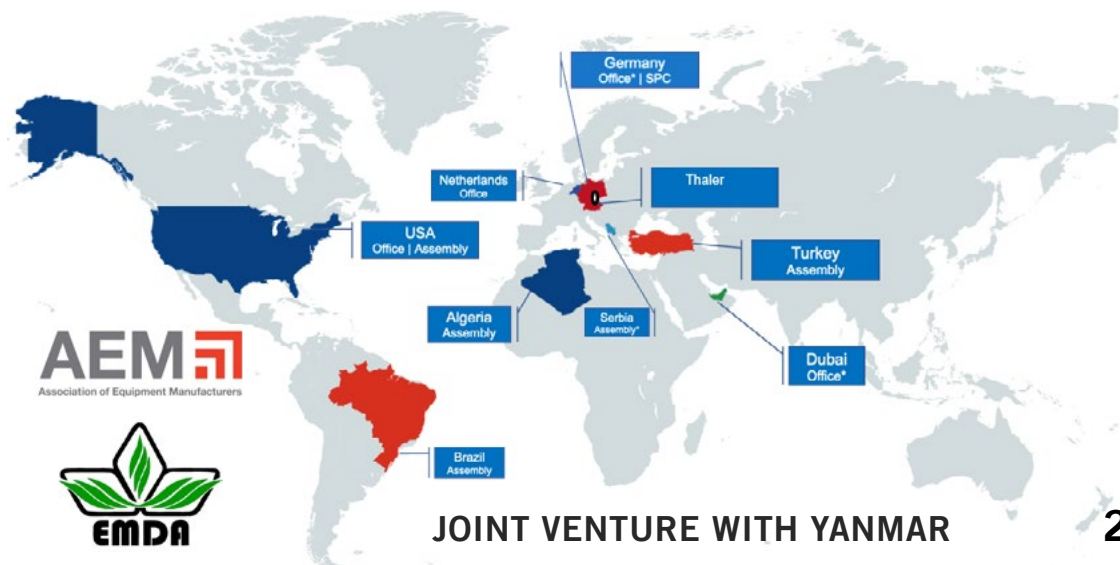 Germany
Office* | SPC
Netherlands
Office
Thaler
USA
Office | Assembly
Turkey
Assembly
Algeria
Assembly
Serbia
Assembly*
Dubai
Office*
AEM
Association of Equipment Manufacturers
Brazil
Assembly
EMDA
JOINT VENTURE WITH YANMAR
2